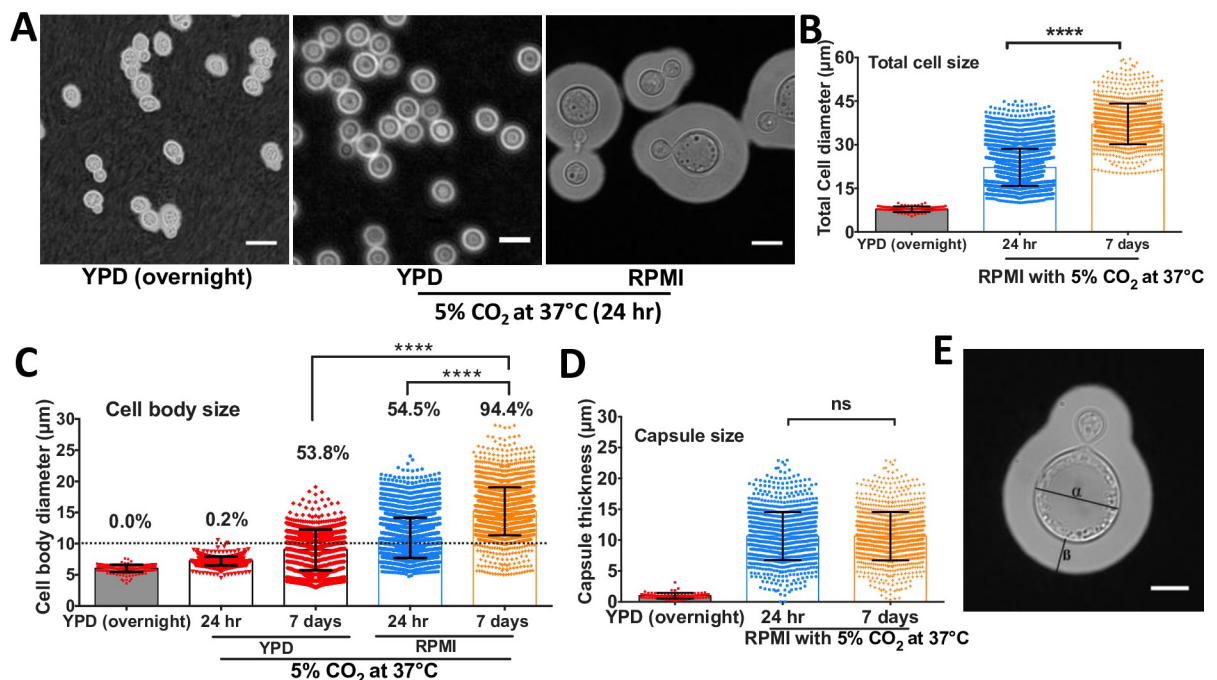 A
YPD (overnight)
YPD
RPMI
5% CO2 at 37°C (24 hr)
B
Total cell size
****
Total Cell diameter (µm)
60
45
30
15
0
YPD (overnight)
24 hr
7 days
RPMI with 5% CO2 at 37°C
C
Cell body size
****
****
0.0%
0.2%
53.8%
54.5%
94.4%
Cell body diameter (µm)
30
25
20
15
10
5
0
YPD (overnight)
24 hr
7 days
24 hr
7 days
YPD
RPMI
5% CO2 at 37°C
D
Capsule size
ns
Capsule thickness (µm)
30
25
20
15
10
5
0
YPD (overnight)
24 hr
7 days
RPMI with 5% CO2 at 37°C
E
α
ß